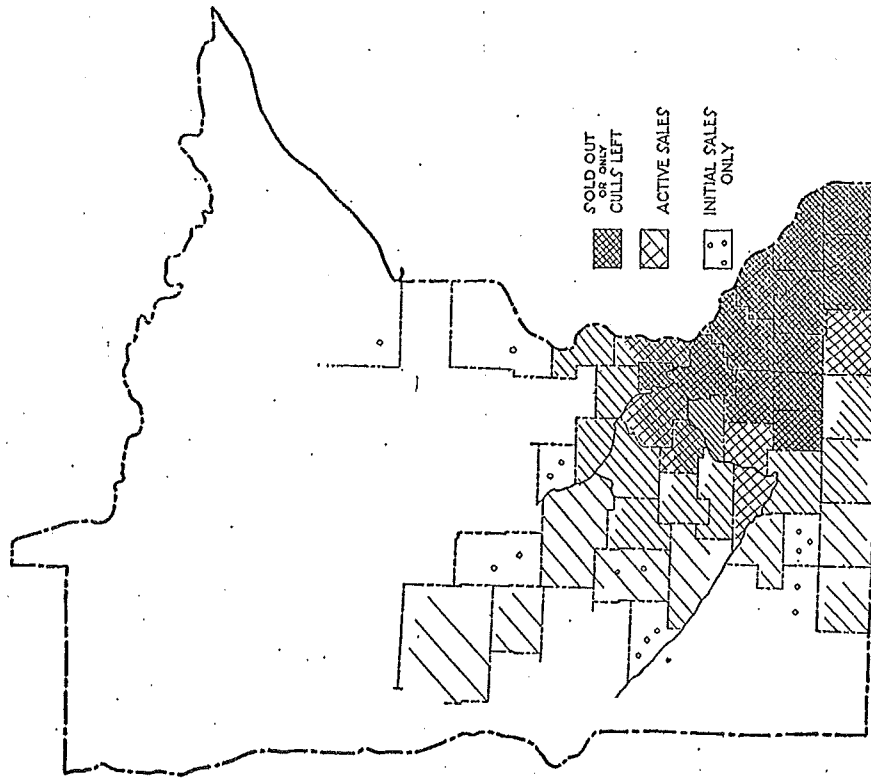 SOLD OUT
OR ONLY
CULLS LEFT
ACTIVE SALES
INITIAL SALES
ONLY